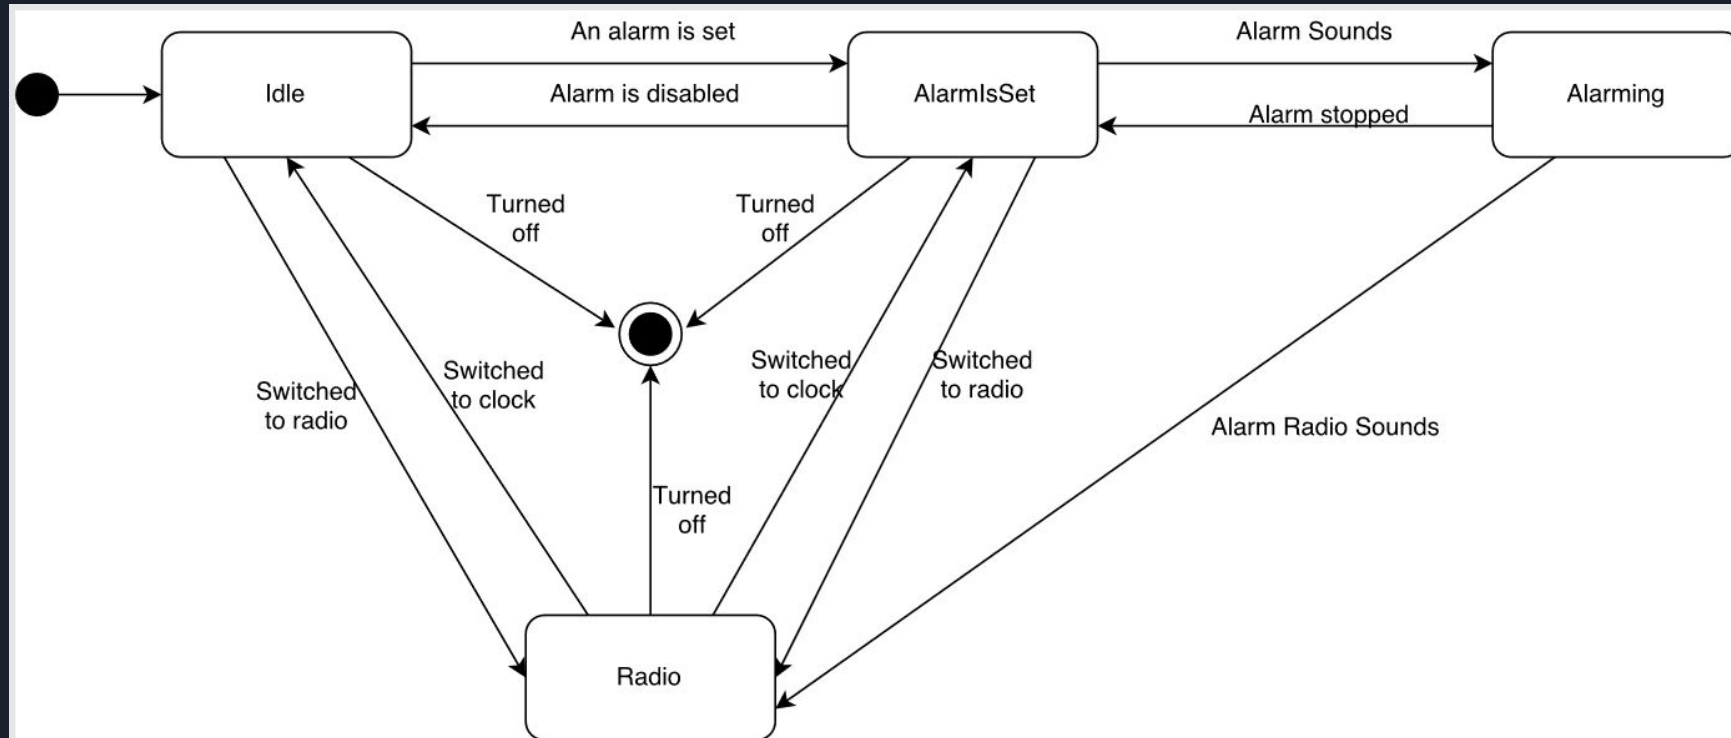 An alarm is set
Alarm Sounds
Idle
Alarm is disabled
AlarmIsSet
Alarming
Alarm stopped
Turned
off
Turned
off
Switched
to radio
Switched
to clock
Switched
to clock
Switched
to radio
Alarm Radio Sounds
Turned
off
Radio